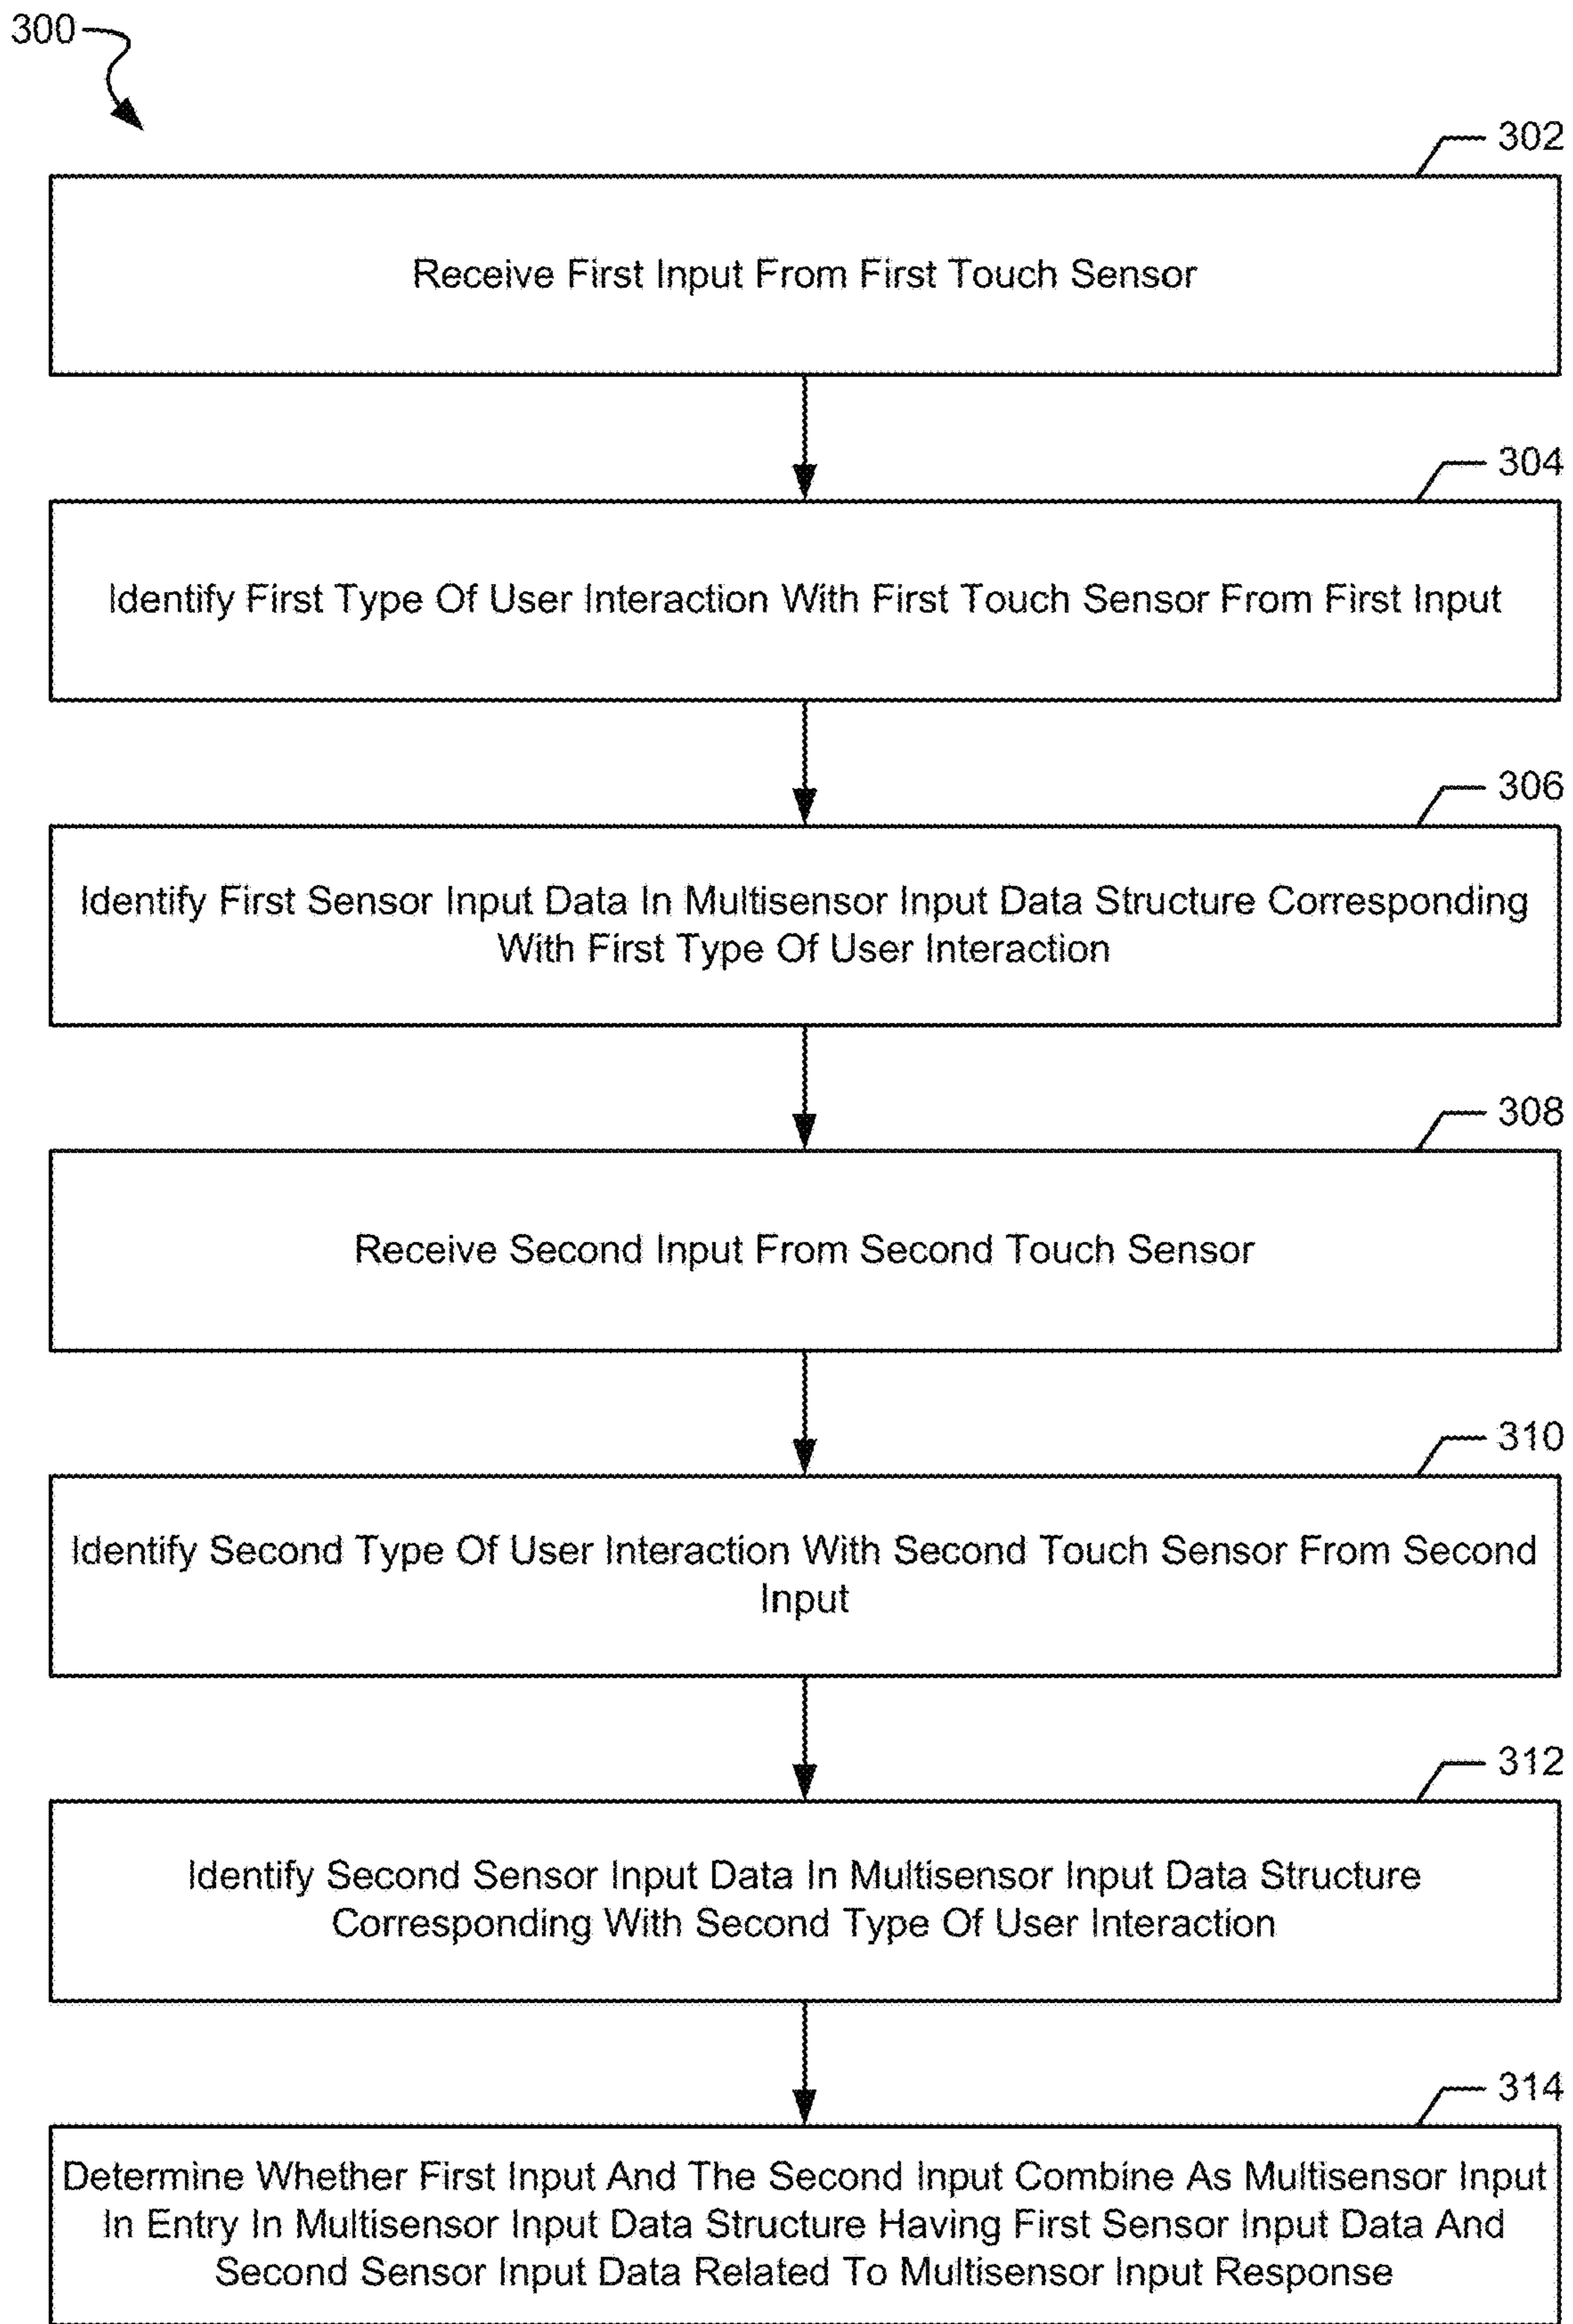 300
302
Receive First Input From First Touch Sensor
304
Identify First Type Of User Interaction With First Touch Sensor From First Input
306
Identify First Sensor Input Data In Multisensor Input Data Structure Corresponding
With First Type Of User Interaction
308
Receive Second Input From Second Touch Sensor
310
Identify Second Type Of User Interaction With Second Touch Sensor From Second
Input
312
Identify Second Sensor Input Data In Multisensor Input Data Structure
Corresponding With Second Type Of User Interaction
314
Determine Whether First Input And The Second Input Combine As Multisensor Input
In Entry In Multisensor Input Data Structure Having First Sensor Input Data And
Second Sensor Input Data Related To Multisensor Input Response